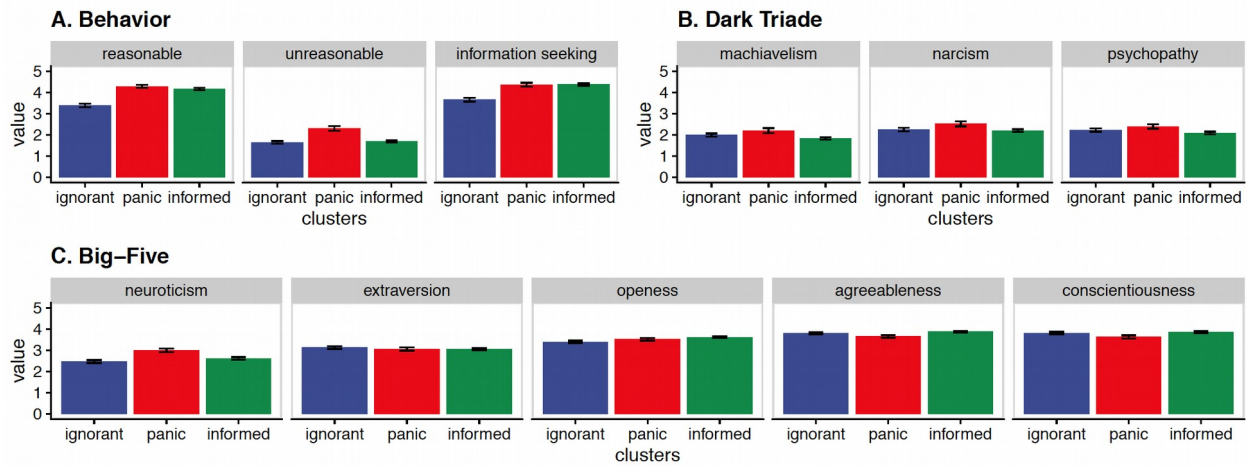 A. Behavior
reasonable unreasonable information seeking
5
4
3
2
1
0
value
ignorant panic informed ignorant panic informed ignorant panic informed
clusters
B. Dark Triade
machiavelism narcism psychopathy
5
4
3
2
1
0
value
ignorant panic informed ignorant panic informed ignorant panic informed
clusters
C. Big–Five
neuroticism extraversion openess agreeableness conscientiousness
5
4
3
2
1
0
value
ignorant panic informed ignorant panic informed ignorant panic informed ignorant panic informed ignorant panic informed
clusters